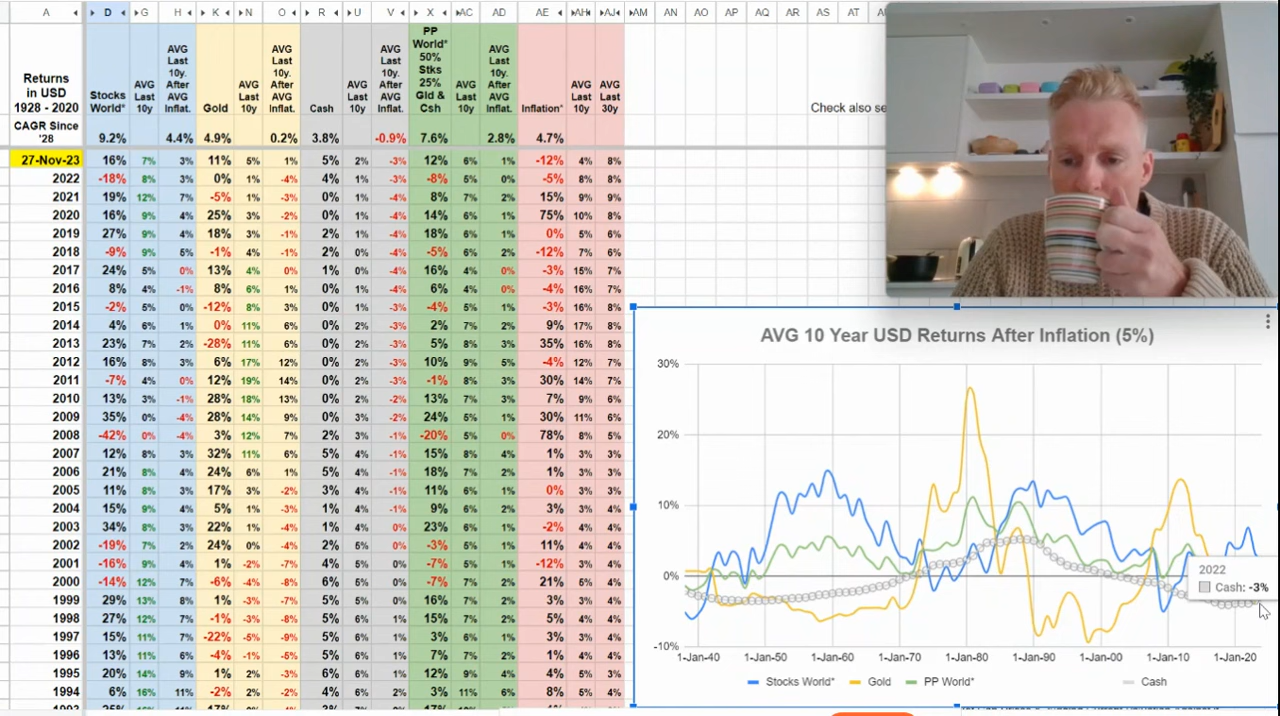 A D G H K N O R U V X AC AD AE AH AJ AM AN AO AP AQ AR AS AT
Returns in USD 1928 - 2020
Stocks World*
AVG Last 10y
AVG Last 10y. After AVG Inflat.
Gold
AVG Last 10y
AVG Last 10y. After AVG Inflat.
Cash
AVG Last 10y
AVG Last 10y. After AVG Inflat.
PP World* 50% Stks 25% Gld & Csh
AVG Last 10y
AVG Last 10y. After AVG Inflat.
Inflation*
AVG Last 10y
AVG Last 30y
Check also se
CAGR Since '28 9.2% 4.4% 4.9% 0.2% 3.8% -0.9% 7.6% 2.8% 4.7%
27-Nov-23 16% 7% 3% 11% 5% 1% 5% 2% -3% 12% 6% 1% -12% 4% 8%
2022 -18% 8% 3% 0% 1% -4% 4% 1% -3% -8% 5% 0% -5% 8% 8%
2021 19% 12% 7% -5% 1% -3% 0% 1% -4% 8% 7% 2% 15% 9% 9%
2020 16% 9% 4% 25% 3% -2% 0% 1% -4% 14% 6% 1% 75% 10% 8%
2019 27% 9% 4% 18% 3% -1% 2% 1% -4% 18% 6% 1% 0% 5% 6%
2018 -9% 9% 5% -1% 4% -1% 2% 0% -4% -5% 6% 2% -12% 7% 6%
2017 24% 5% 0% 13% 4% 0% 1% 0% -4% 16% 4% 0% -3% 15% 7%
2016 8% 4% -1% 8% 6% 1% 0% 1% -4% 6% 4% 0% -4% 16% 7%
2015 -2% 5% 0% -12% 8% 3% 0% 1% -3% -4% 5% 1% -3% 16% 8%
2014 4% 6% 1% 0% 11% 6% 0% 2% -3% 2% 7% 2% 9% 17% 8%
2013 23% 7% 2% -28% 11% 6% 0% 2% -3% 5% 8% 3% 35% 16% 8%
2012 16% 8% 3% 6% 17% 12% 0% 2% -3% 10% 9% 5% -4% 12% 7%
2011 -7% 4% 0% 12% 19% 14% 0% 2% -3% -1% 8% 4% 30% 14% 7%
2010 13% 3% -1% 28% 18% 13% 0% 2% -2% 13% 7% 3% 7% 9% 6%
2009 35% 0% -4% 28% 14% 9% 0% 3% -2% 24% 5% 1% 30% 11% 6%
2008 -42% 0% -4% 3% 12% 7% 2% 3% -1% -20% 5% 0% 78% 8% 5%
2007 12% 8% 3% 32% 11% 6% 5% 4% -1% 15% 8% 4% 1% 3% 3%
2006 21% 8% 4% 24% 6% 1% 5% 4% -1% 18% 7% 2% 1% 3% 3%
2005 11% 8% 3% 17% 3% -2% 3% 4% -1% 11% 6% 1% 0% 3% 3%
2004 15% 9% 4% 5% 1% -3% 1% 4% -1% 9% 6% 2% 3% 3% 4%
2003 34% 8% 3% 22% 1% -4% 1% 4% 0% 23% 6% 1% -2% 4% 4%
2002 -19% 7% 2% 24% 0% -4% 2% 5% 0% -3% 5% 1% 11% 4% 4%
2001 -16% 9% 4% 1% -2% -7% 4% 5% 0% -7% 5% 1% -12% 3% 4%
2000 -14% 12% 7% -6% -4% -8% 6% 5% 0% -7% 7% 2% 21% 5% 4%
1999 29% 13% 8% 1% -3% -7% 5% 5% 0% 16% 7% 2% 3% 3% 4%
1998 27% 12% 7% -1% -3% -8% 5% 6% 1% 15% 7% 2% 5% 4% 4%
1997 15% 11% 7% -22% -5% -9% 5% 6% 1% 3% 6% 1% 3% 3% 4%
1996 13% 11% 6% -4% -1% -5% 5% 6% 1% 7% 7% 2% 1% 4% 4%
1995 20% 14% 9% 1% 2% -3% 6% 6% 1% 12% 8% 4% 4% 5% 3%
1994 6% 16% 11% -2% 2% -2% 4% 6% 2% 3% 11% 6% 8% 5% 4%
AVG 10 Year USD Returns After Inflation (5%)
30%
20%
10%
0%
-10%
2022
Cash: -3%
1-Jan-40 1-Jan-50 1-Jan-60 1-Jan-70 1-Jan-80 1-Jan-90 1-Jan-00 1-Jan-10 1-Jan-20
Stocks World* Gold PP World* Cash